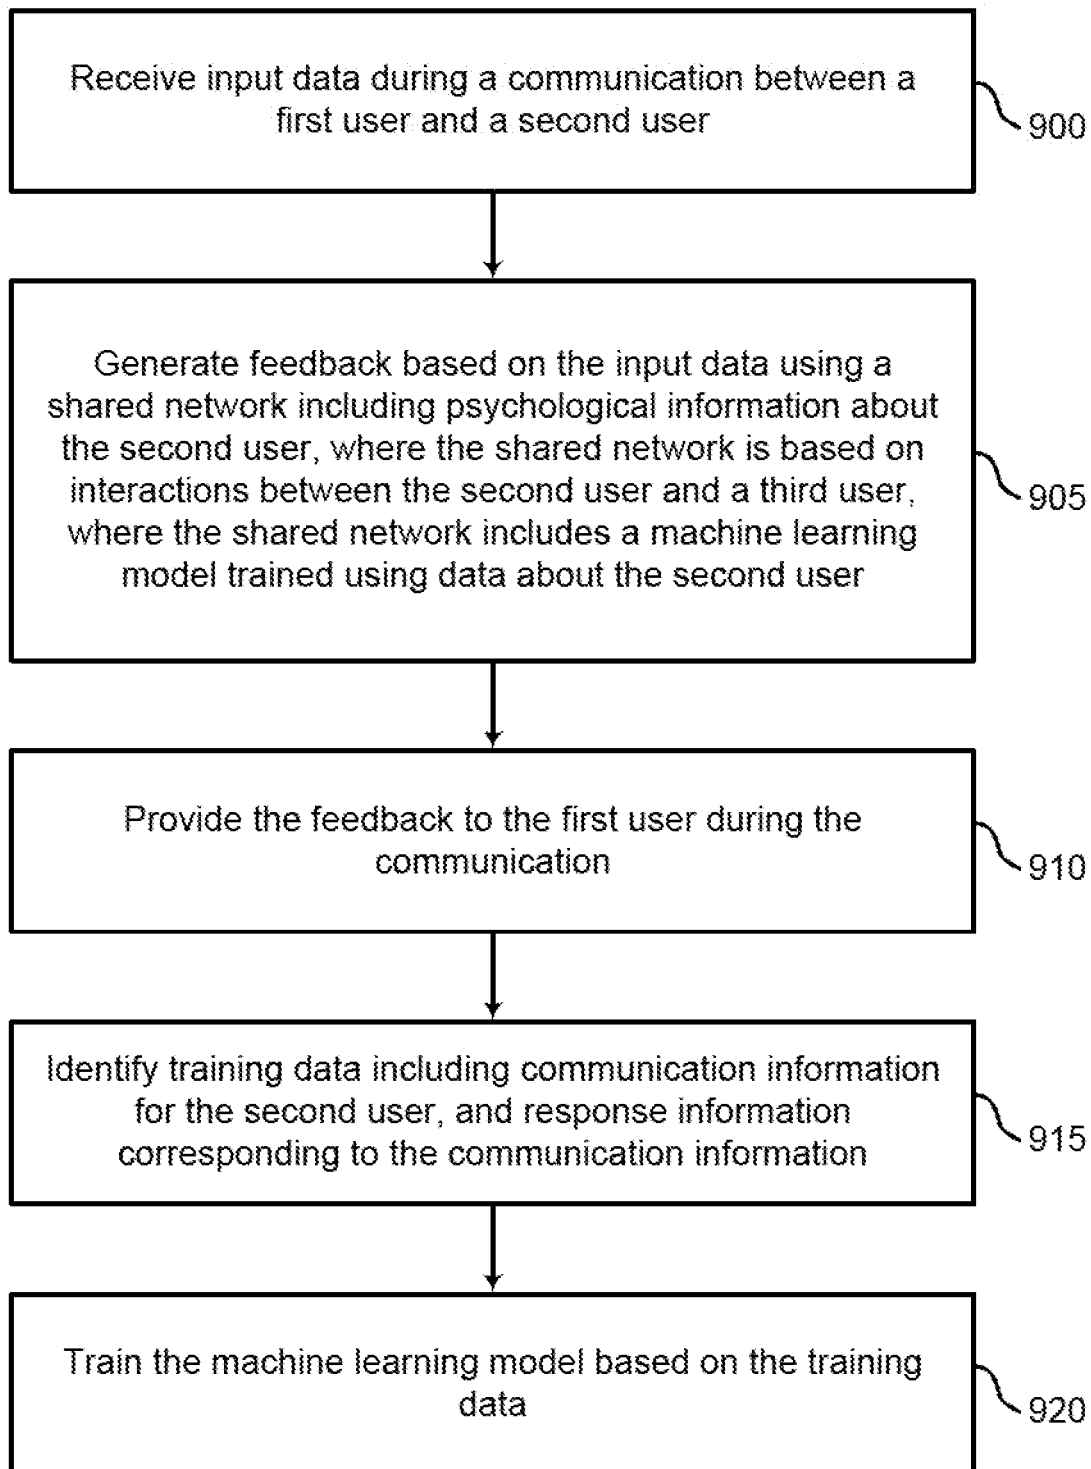 Receive input data during a communication between a
first user and a second user
900
Generate feedback based on the input data using a
shared network including psychological information about
the second user, where the shared network is based on
interactions between the second user and a third user,
where the shared network includes a machine learning
model trained using data about the second user
905
Provide the feedback to the first user during the
communication
910
Identify training data including communication information
for the second user, and response information
corresponding to the communication information
915
Train the machine learning model based on the training
data
920